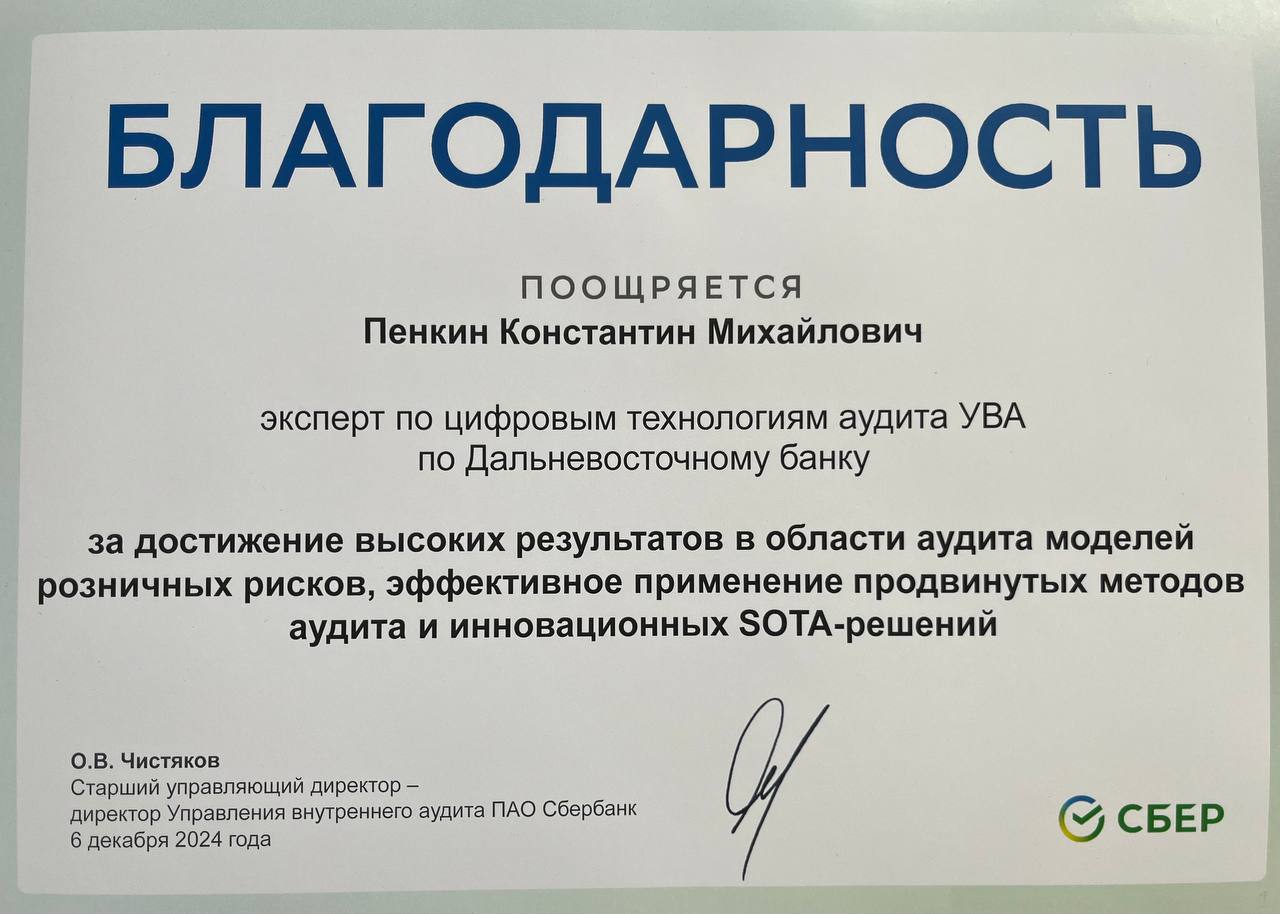 БЛАГОДАРНОСТЬ
ПООЩРЯЕТСЯ
Пенкин Константин Михайлович
эксперт по цифровым технологиям аудита УВА
по Дальневосточному банку
за достижение высоких результатов в области аудита моделей
розничных рисков, эффективное применение продвинутых методов
аудита и инновационных SOTA-решений
О.В. Чистяков
Старший управляющий директор –
директор Управления внутреннего аудита ПАО Сбербанк
6 декабря 2024 года
СБЕР